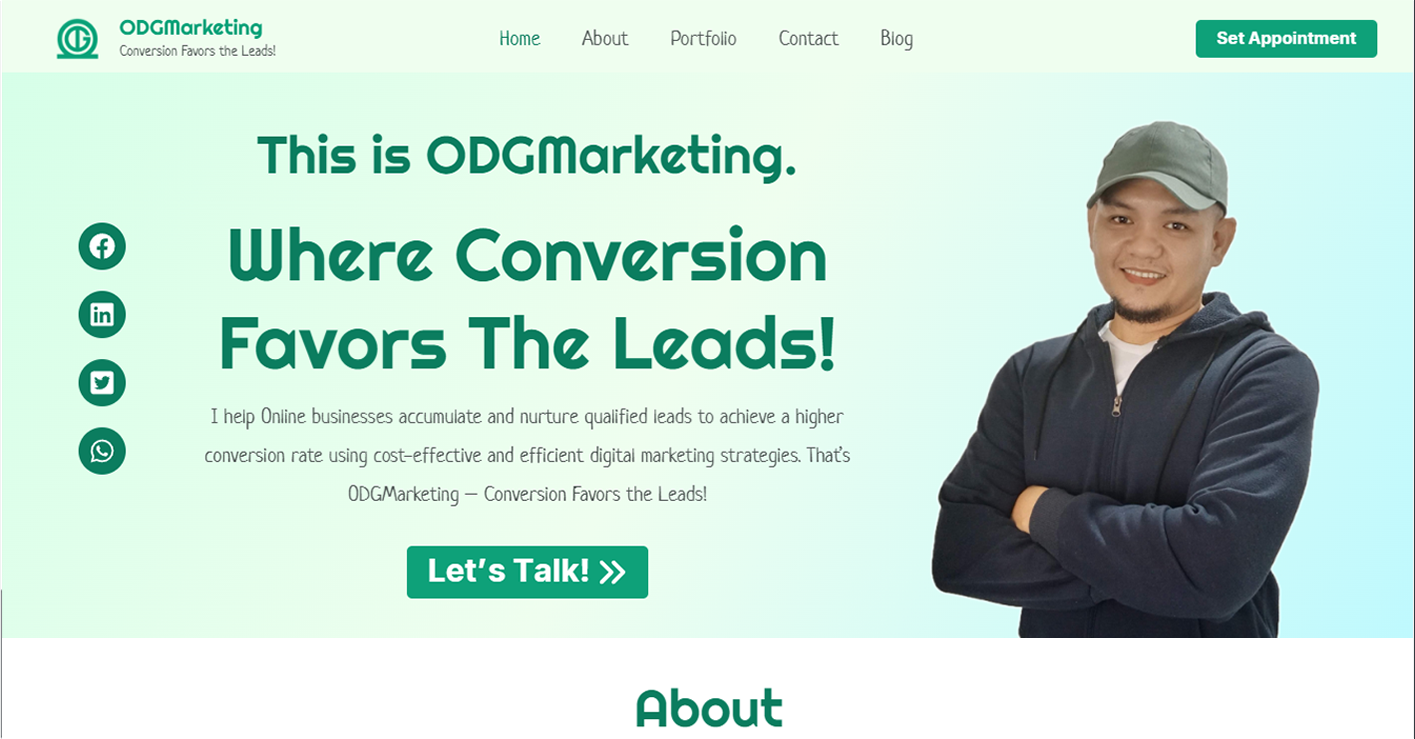 ODGMarketing
Conversion Favors the Leads!
Home About Portfolio Contact Blog
Set Appointment
This is ODGMarketing.
Where Conversion
Favors The Leads!
I help Online businesses accumulate and nurture qualified leads to achieve a higher
conversion rate using cost-effective and efficient digital marketing strategies. That's
ODGMarketing – Conversion Favors the Leads!
Let's Talk!
About